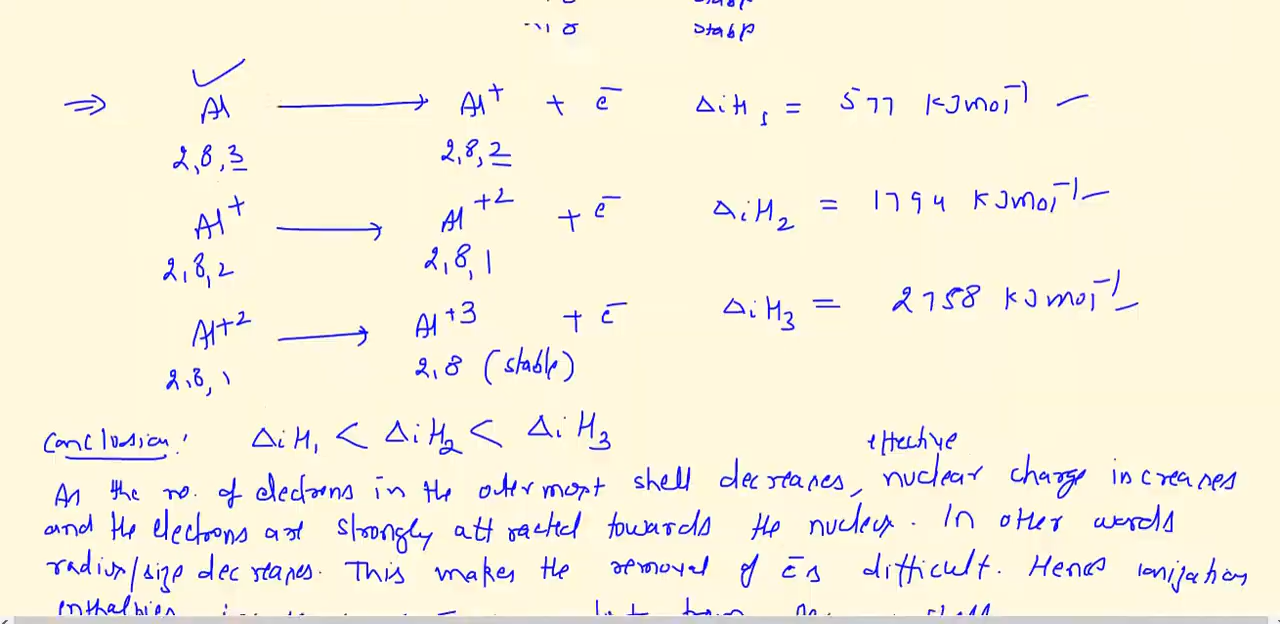 stable
⇒ Al ⟶ Al⁺ + e⁻ ΔiH₁ = 577 KJmol⁻¹
2,8,3 2,8,2
Al⁺ ⟶ Al⁺² + e⁻ ΔiH₂ = 1794 KJmol⁻¹
2,8,2 2,8,1
Al⁺² ⟶ Al⁺³ + e⁻ ΔiH₃ = 2758 KJmol⁻¹
2,8,1 2,8 (stable)
Conclusion: ΔiH₁ < ΔiH₂ < ΔiH₃
effective
As the no. of electrons in the outermost shell decreases, nuclear charge increases
and the electrons are strongly attracted towards the nucleus. In other words
radius/size decreases. This makes the removal of e⁻s difficult. Hence ionization
enthalpies